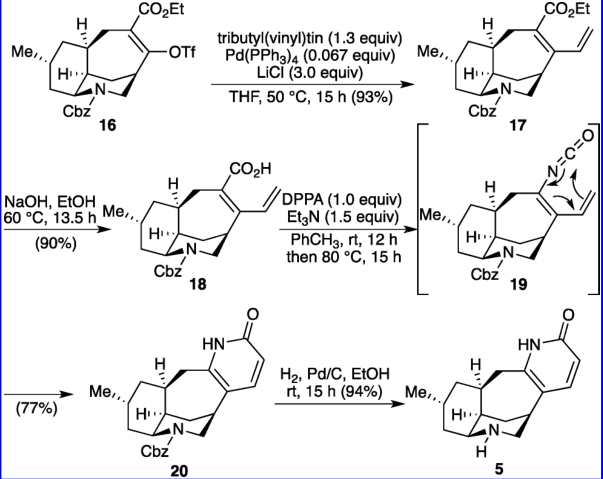 CO₂Et
H
Me
OTf
H
N
Cbz
16
tributyl(vinyl)tin (1.3 equiv)
Pd(PPh₃)₄ (0.067 equiv)
LiCl (3.0 equiv)
THF, 50 °C, 15 h (93%)
CO₂Et
H
Me
H
N
Cbz
17
NaOH, EtOH
60 °C, 13.5 h
(90%)
CO₂H
H
Me
H
N
Cbz
18
DPPA (1.0 equiv)
Et₃N (1.5 equiv)
PhCH₃, rt, 12 h
then 80 °C, 15 h
O
C
N
H
Me
H
N
Cbz
19
(77%)
O
HN
H
Me
H
N
Cbz
20
H₂, Pd/C, EtOH
rt, 15 h (94%)
O
HN
H
Me
H
N
H
5